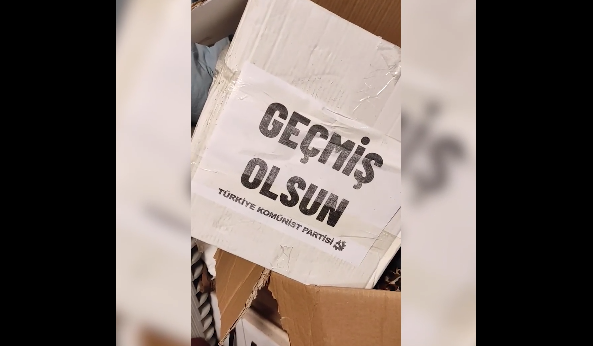 GEÇMİŞ
OLSUN
TÜRKİYE KOMÜNİST PARTİSİ